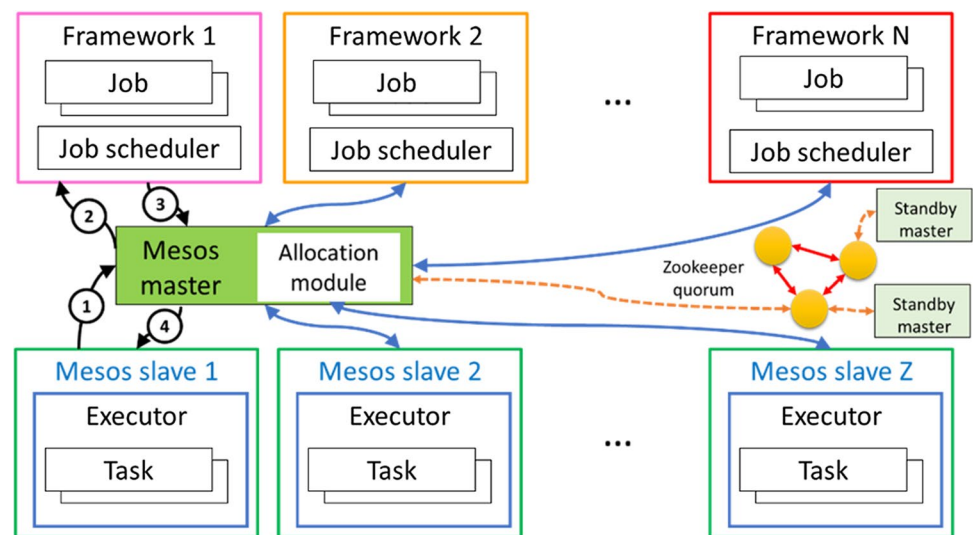 Framework 1
Job
Job scheduler
Framework 2
Job
Job scheduler
...
Framework N
Job
Job scheduler
2
3
1
4
Mesos
master
Allocation
module
Zookeeper
quorum
Standby
master
Standby
master
Mesos slave 1
Executor
Task
Mesos slave 2
Executor
Task
...
Mesos slave Z
Executor
Task